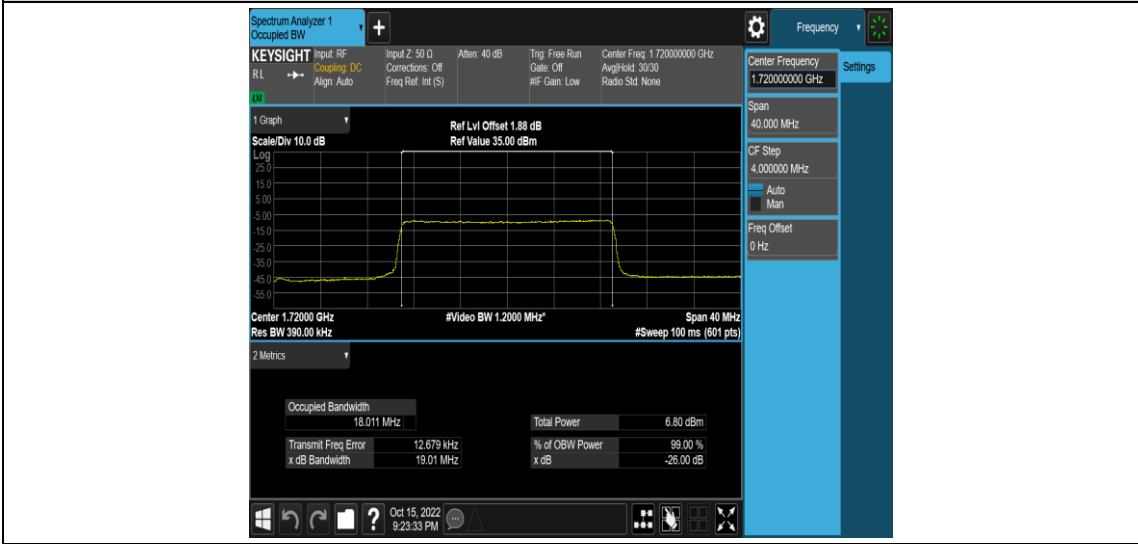 Spectrum Analyzer 1
Occupied BW
+
Frequency
KEYSIGHT
RL
LM
Input: RF
Coupling: DC
Align: Auto
Input Z: 50 Ω
Corrections: Off
Freq Ref: Int (S)
Atten: 40 dB
Trig: Free Run
Gate: Off
#IF Gain: Low
Center Freq: 1.720000000 GHz
Avg|Hold: 30/30
Radio Std: None
Center Frequency
1.720000000 GHz
Settings
Span
40.000 MHz
CF Step
4.000000 MHz
Auto
Man
Freq Offset
0 Hz
1 Graph
Scale/Div 10.0 dB
Ref Lvl Offset 1.88 dB
Ref Value 35.00 dBm
Log
25.0
15.0
5.00
-5.00
-15.0
-25.0
-35.0
-45.0
-55.0
Center 1.72000 GHz
#Video BW 1.2000 MHz*
Span 40 MHz
Res BW 390.00 kHz
#Sweep 100 ms (601 pts)
2 Metrics
Occupied Bandwidth
18.011 MHz
Total Power 6.80 dBm
Transmit Freq Error 12.679 kHz
% of OBW Power 99.00 %
x dB Bandwidth 19.01 MHz
x dB -26.00 dB
?
Oct 15, 2022
9:23:33 PM